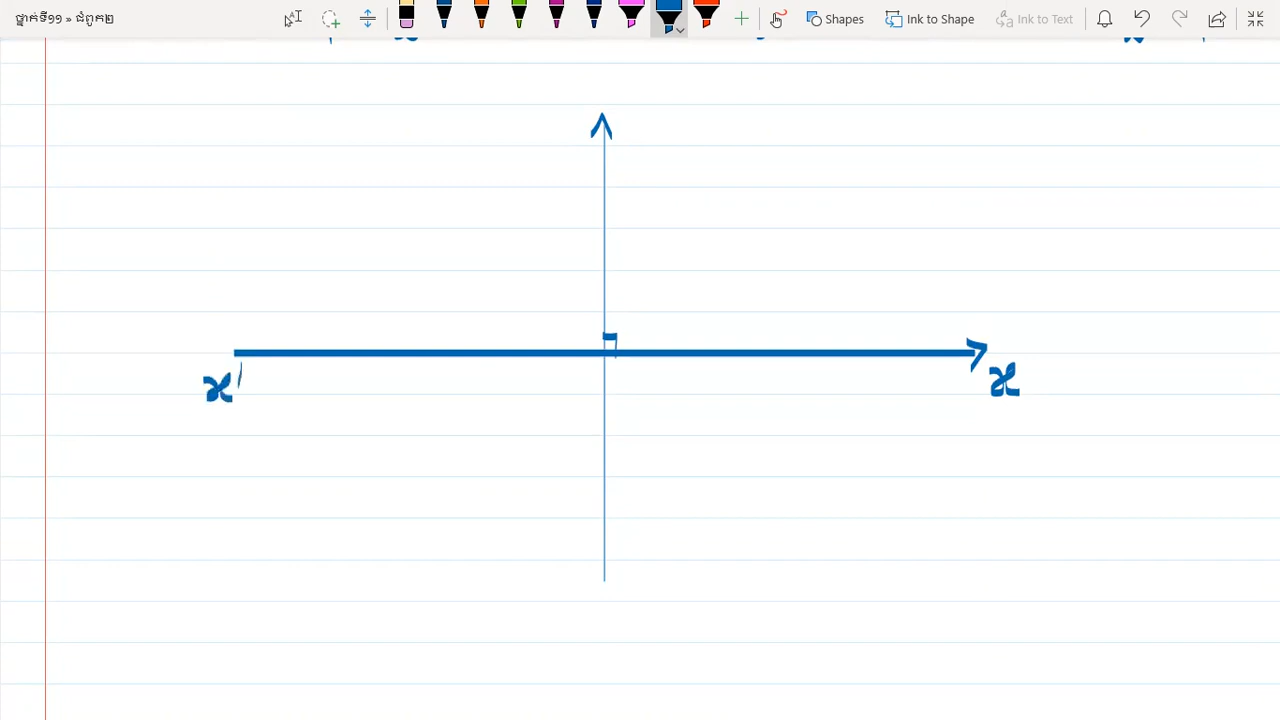 ថ្នាក់ទី១១ » ជំពូក២
Shapes
Ink to Shape
Ink to Text
x'
x